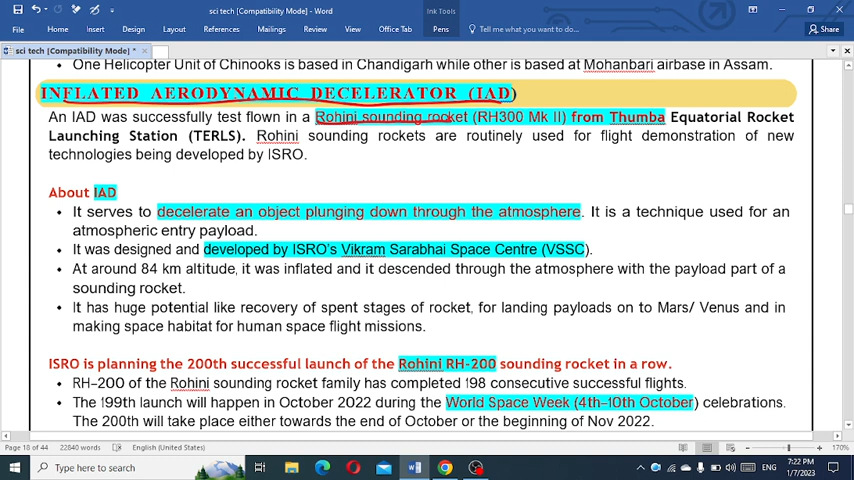 sci tech [Compatibility Mode] - Word
Ink Tools
File Home Insert Design Layout References Mailings Review View Office Tab Pens Tell me what you want to do... Share
sci tech [Compatibility Mode] *
One Helicopter Unit of Chinooks is based in Chandigarh while other is based at Mohanbari airbase in Assam.
INFLATED AERODYNAMIC DECELERATOR (IAD)
An IAD was successfully test flown in a Rohini sounding rocket (RH300 Mk II) from Thumba Equatorial Rocket
Launching Station (TERLS). Rohini sounding rockets are routinely used for flight demonstration of new
technologies being developed by ISRO.
About IAD
• It serves to decelerate an object plunging down through the atmosphere. It is a technique used for an
atmospheric entry payload.
• It was designed and developed by ISRO's Vikram Sarabhai Space Centre (VSSC).
• At around 84 km altitude, it was inflated and it descended through the atmosphere with the payload part of a
sounding rocket.
• It has huge potential like recovery of spent stages of rocket, for landing payloads on to Mars/ Venus and in
making space habitat for human space flight missions.
ISRO is planning the 200th successful launch of the Rohini RH-200 sounding rocket in a row.
• RH-200 of the Rohini sounding rocket family has completed 198 consecutive successful flights.
• The 199th launch will happen in October 2022 during the World Space Week (4th-10th October) celebrations.
The 200th will take place either towards the end of October or the beginning of Nov 2022.
Page 18 of 44 22840 words English (United States) 170%
Type here to search
ENG
7:22 PM
1/7/2023